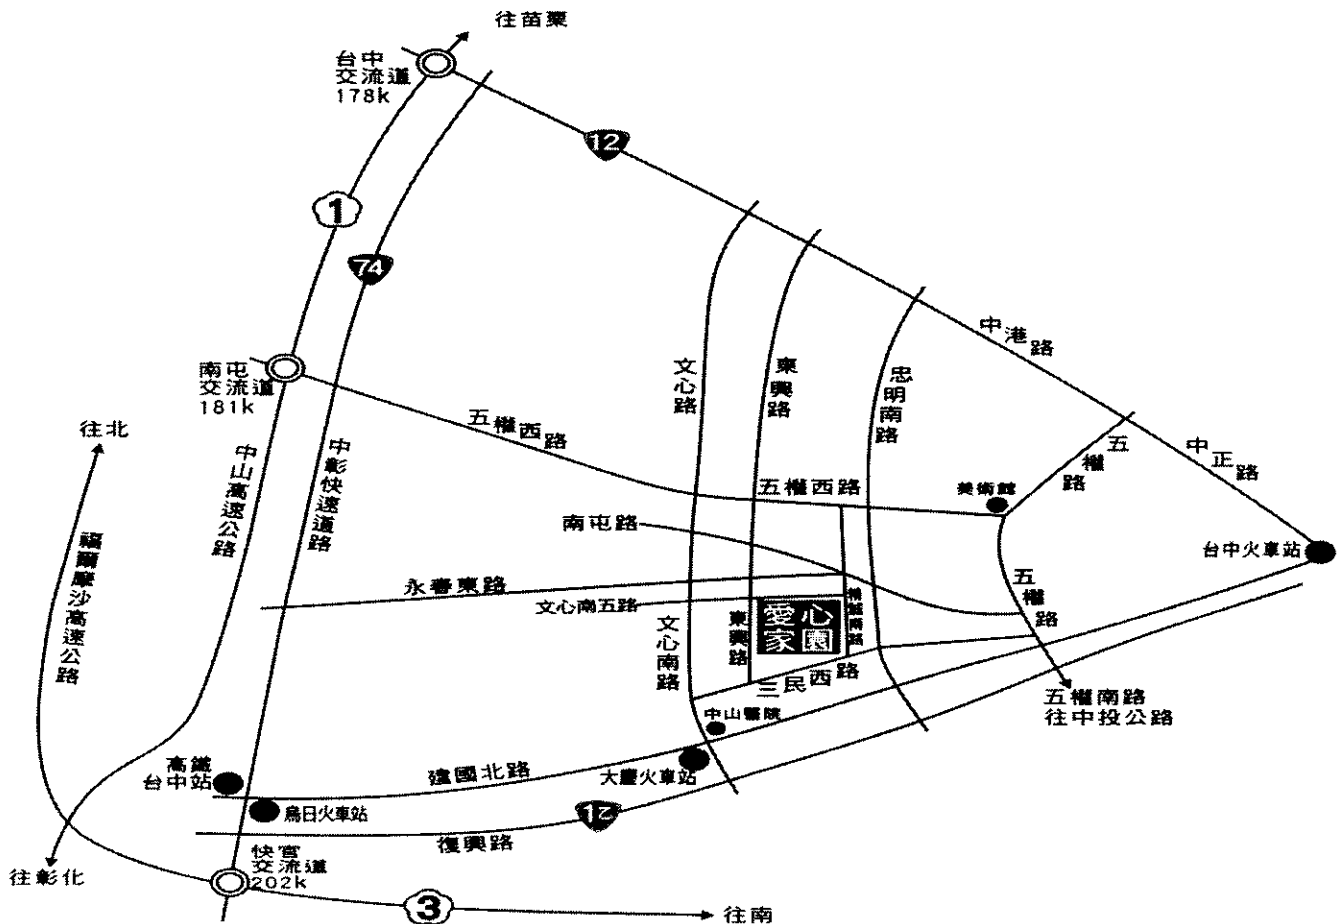 往苗栗
台中
交流道
178k
12
1
74
中港路
文心路
東興路
忠明南路
南屯
交流道
181k
五權西路
五權路
中正路
往北
中山高速公路
中彰快速道路
五權西路
美術館
南屯路
台中火車站
福爾摩沙高速公路
永春東路
五權路
文心南五路
愛心
家園
文心南路
東興路
三民西路
五權南路
往中投公路
中山醫院
高鐵
台中站
建國北路
大慶火車站
烏日火車站
12
復興路
快官
交流道
202k
往彰化
3
往南